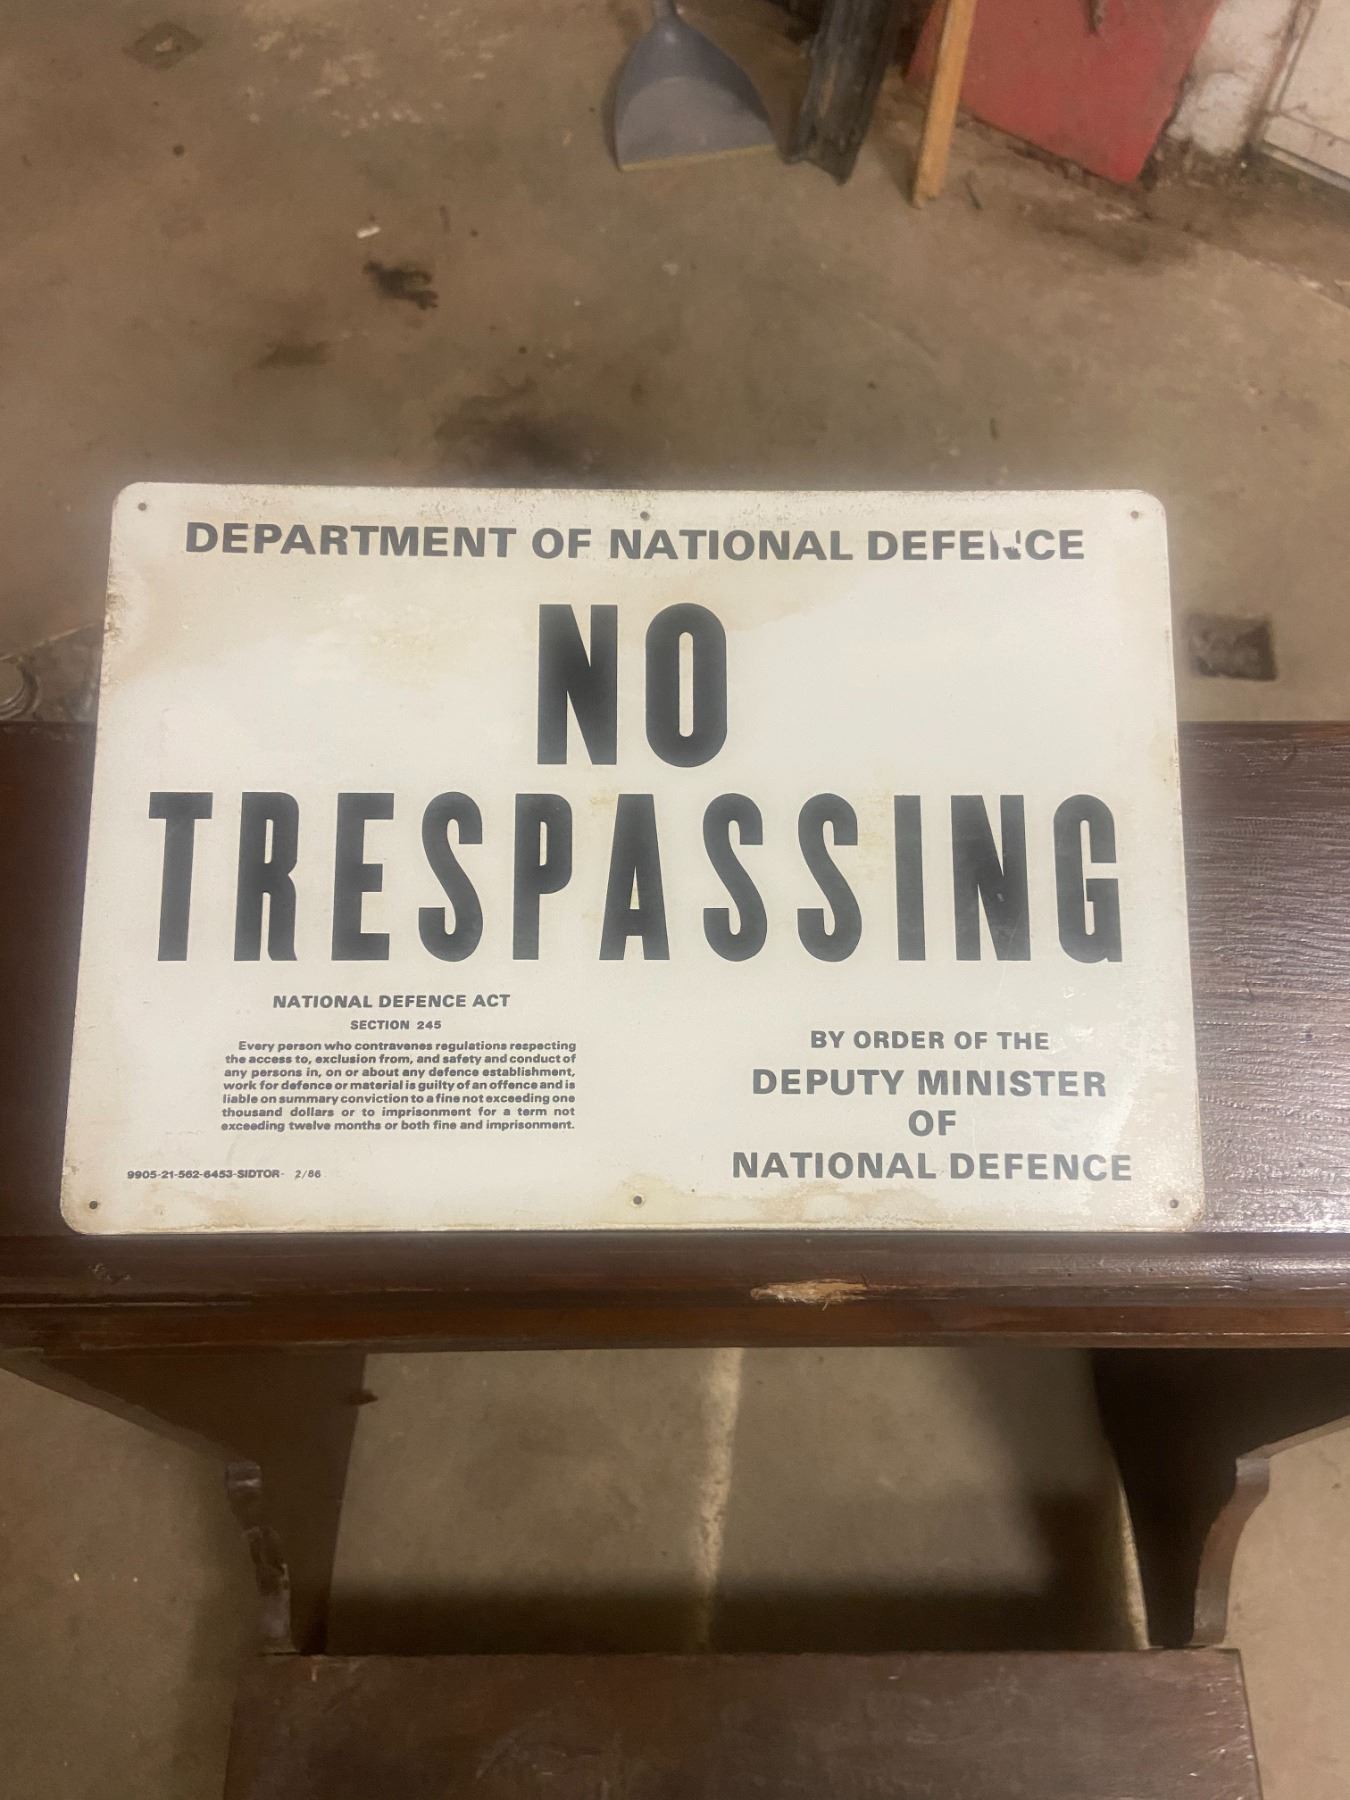 DEPARTMENT OF NATIONAL DEFENCE
NO
TRESPASSING
NATIONAL DEFENCE ACT
SECTION 245
Every person who contravenes regulations respecting
the access to, exclusion from, and safety and conduct of
any persons in, on or about any defence establishment,
work for defence or material is guilty of an offence and is
liable on summary conviction to a fine not exceeding one
thousand dollars or to imprisonment for a term not
exceeding twelve months or both fine and imprisonment.
9905-21-562-6453-SIDTOR- 2/86
BY ORDER OF THE
DEPUTY MINISTER
OF
NATIONAL DEFENCE